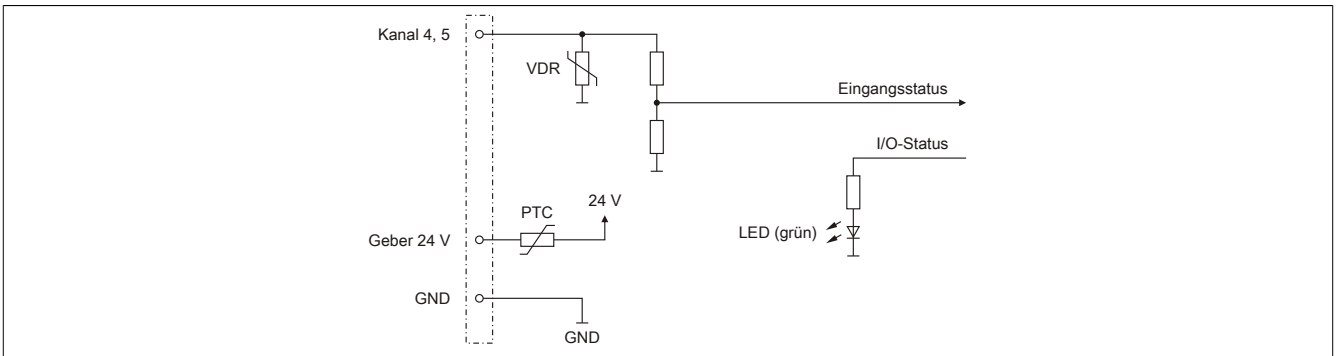 Kanal 4, 5
VDR
Eingangsstatus
I/O-Status
PTC
24 V
Geber 24 V
LED (grün)
GND
GND